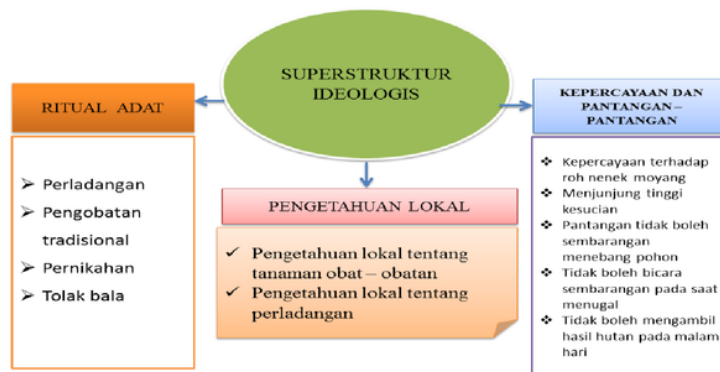 SUPERSTRUKTUR
IDEOLOGIS
RITUAL ADAT
➢ Perladangan
➢ Pengobatan
tradisional
➢ Pernikahan
➢ Tolak bala
PENGETAHUAN LOKAL
✓ Pengetahuan lokal tentang
tanaman obat – obatan
✓ Pengetahuan lokal tentang
perladangan
KEPERCAYAAN DAN
PANTANGAN –
PANTANGAN
❖ Kepercayaan terhadap
roh nenek moyang
❖ Menjunjung tinggi
kesucian
❖ Pantangan tidak boleh
sembarangan
menebang pohon
❖ Tidak boleh bicara
sembarangan pada saat
menugal
❖ Tidak boleh mengambil
hasil hutan pada malam
hari